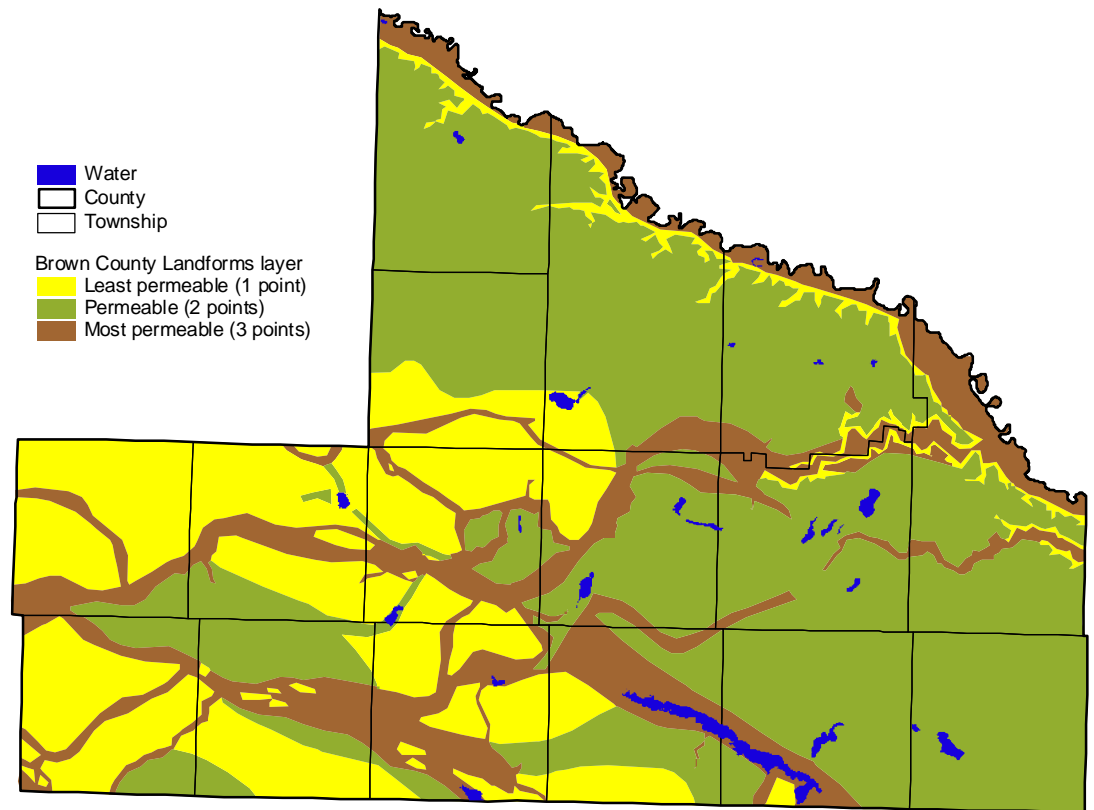 Water
County
Township
Brown County Landforms layer
Least permeable (1 point)
Permeable (2 points)
Most permeable (3 points)